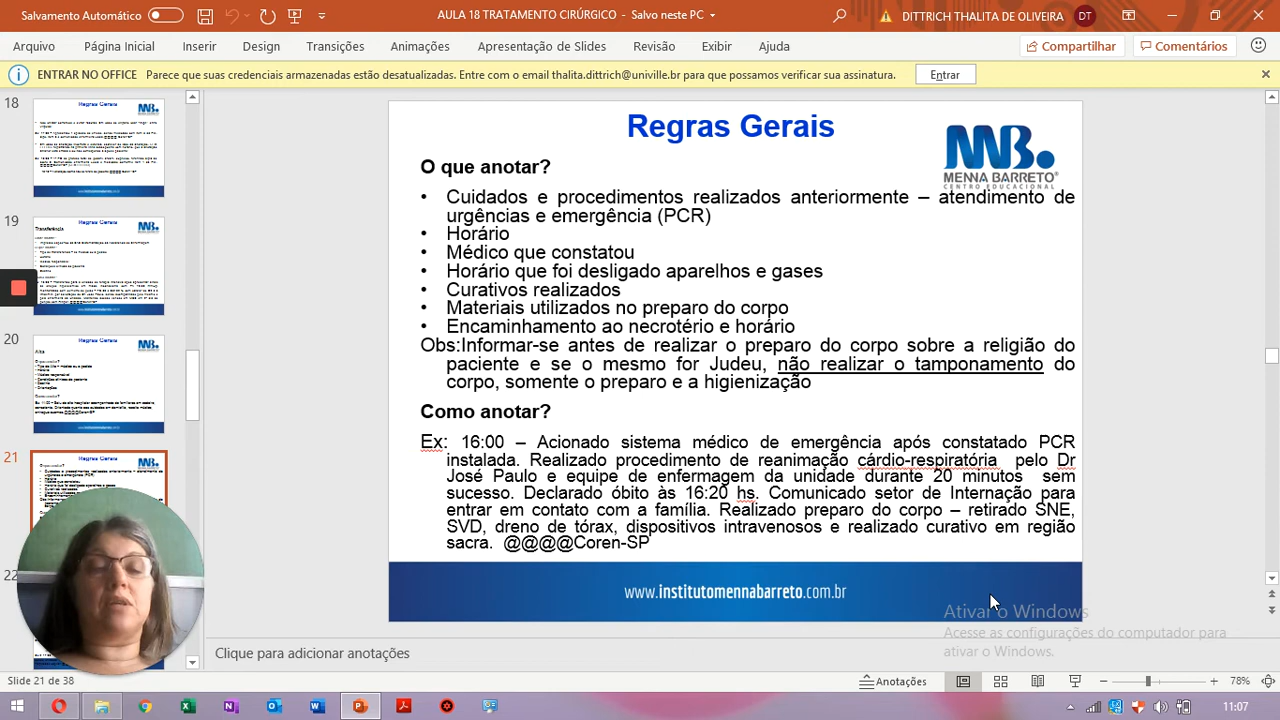 Salvamento Automático
AULA 18 TRATAMENTO CIRÚRGICO - Salvo neste PC
DITTRICH THALITA DE OLIVEIRA
DT
Arquivo
Página Inicial
Inserir
Design
Transições
Animações
Apresentação de Slides
Revisão
Exibir
Ajuda
Compartilhar
Comentários
ENTRAR NO OFFICE
Parece que suas credenciais armazenadas estão desatualizadas. Entre com o email thalita.dittrich@univille.br para que possamos verificar sua assinatura.
Entrar
18
Regras Gerais
19
Regras Gerais
Transferência
20
Regras Gerais
Alta
21
Regras Gerais
22
Regras Gerais
MB.
MENNA BARRETO®
CENTRO EDUCACIONAL
O que anotar?
• Cuidados e procedimentos realizados anteriormente – atendimento de
urgências e emergência (PCR)
• Horário
• Médico que constatou
• Horário que foi desligado aparelhos e gases
• Curativos realizados
• Materiais utilizados no preparo do corpo
• Encaminhamento ao necrotério e horário
Obs:Informar-se antes de realizar o preparo do corpo sobre a religião do
paciente e se o mesmo for Judeu, não realizar o tamponamento do
corpo, somente o preparo e a higienização
Como anotar?
Ex: 16:00 – Acionado sistema médico de emergência após constatado PCR
instalada. Realizado procedimento de reanimação cárdio-respiratória pelo Dr
José Paulo e equipe de enfermagem da unidade durante 20 minutos sem
sucesso. Declarado óbito às 16:20 hs. Comunicado setor de Internação para
entrar em contato com a família. Realizado preparo do corpo – retirado SNE,
SVD, dreno de tórax, dispositivos intravenosos e realizado curativo em região
sacra. @@@@Coren-SP
www.institutomennabarreto.com.br
Ativar o Windows
Acesse as configurações do computador para
ativar o Windows.
Clique para adicionar anotações
Slide 21 de 38
Anotações
78%
11:07